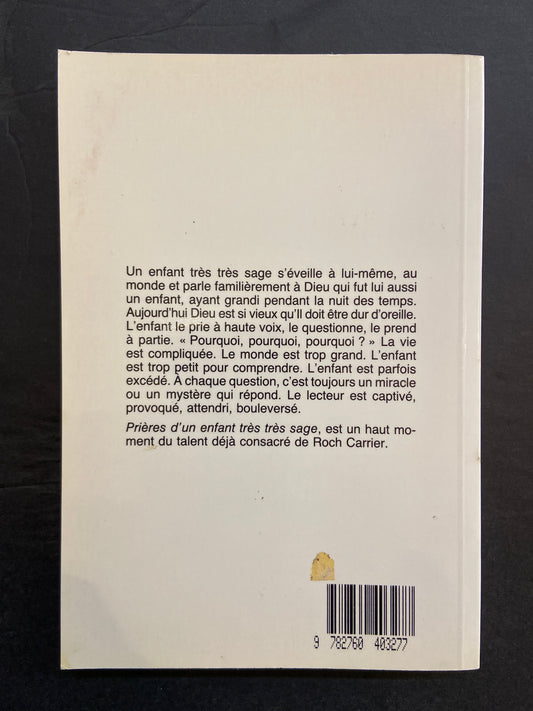 Un enfant très très sage s'éveille à lui-même, au
monde et parle familièrement à Dieu qui fut lui aussi
un enfant, ayant grandi pendant la nuit des temps.
Aujourd'hui Dieu est si vieux qu'Il doit être dur d'oreille.
L'enfant le prie à haute voix, le questionne, le prend
à partie. « Pourquoi, pourquoi, pourquoi ? » La vie
est compliquée. Le monde est trop grand. L'enfant
est trop petit pour comprendre. L'enfant est parfois
excédé. À chaque question, c'est toujours un miracle
ou un mystère qui répond. Le lecteur est captivé,
provoqué, attendri, bouleversé.
Prières d'un enfant très très sage, est un haut mo-
ment du talent déjà consacré de Roch Carrier.
9 782760 403277